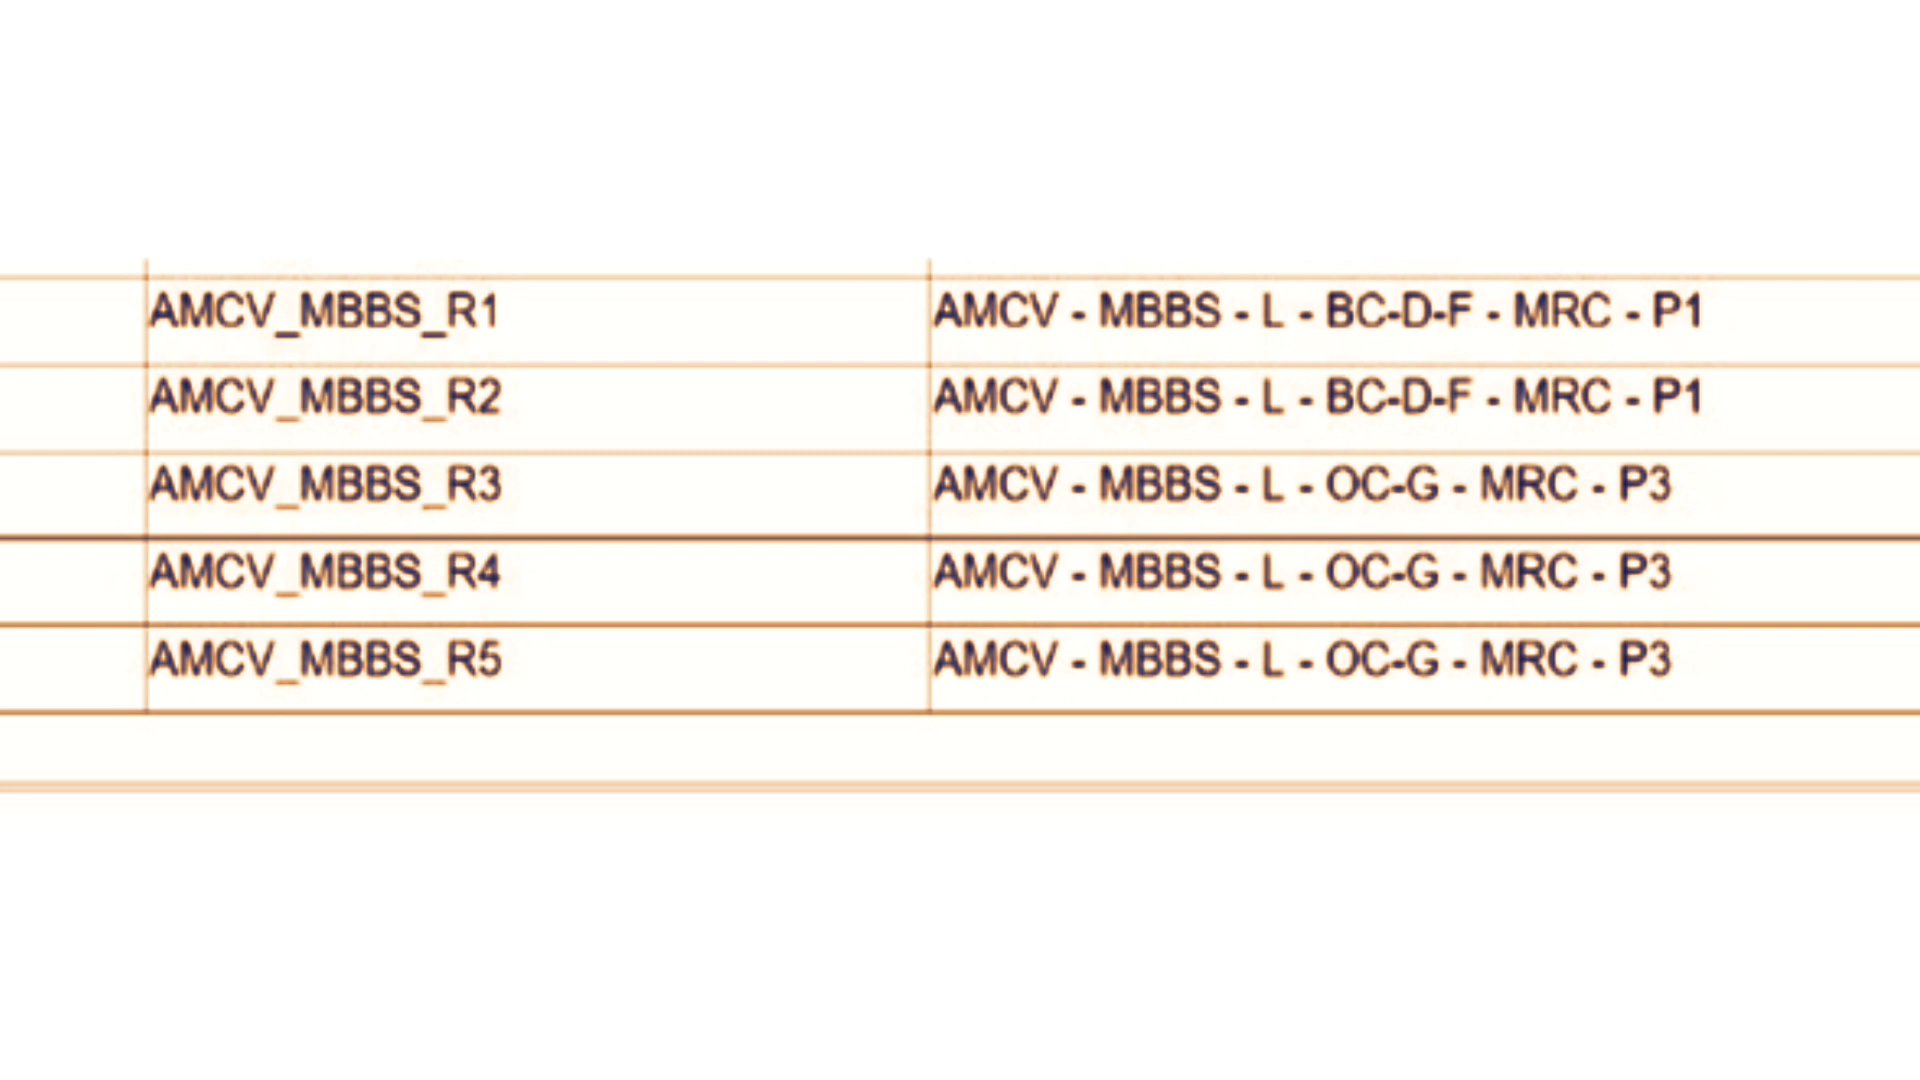 AMCV_MBBS_R1 AMCV - MBBS - L - BC-D-F - MRC - P1
AMCV_MBBS_R2 AMCV - MBBS - L - BC-D-F - MRC - P1
AMCV_MBBS_R3 AMCV - MBBS - L - OC-G - MRC - P3
AMCV_MBBS_R4 AMCV - MBBS - L - OC-G - MRC - P3
AMCV_MBBS_R5 AMCV - MBBS - L - OC-G - MRC - P3